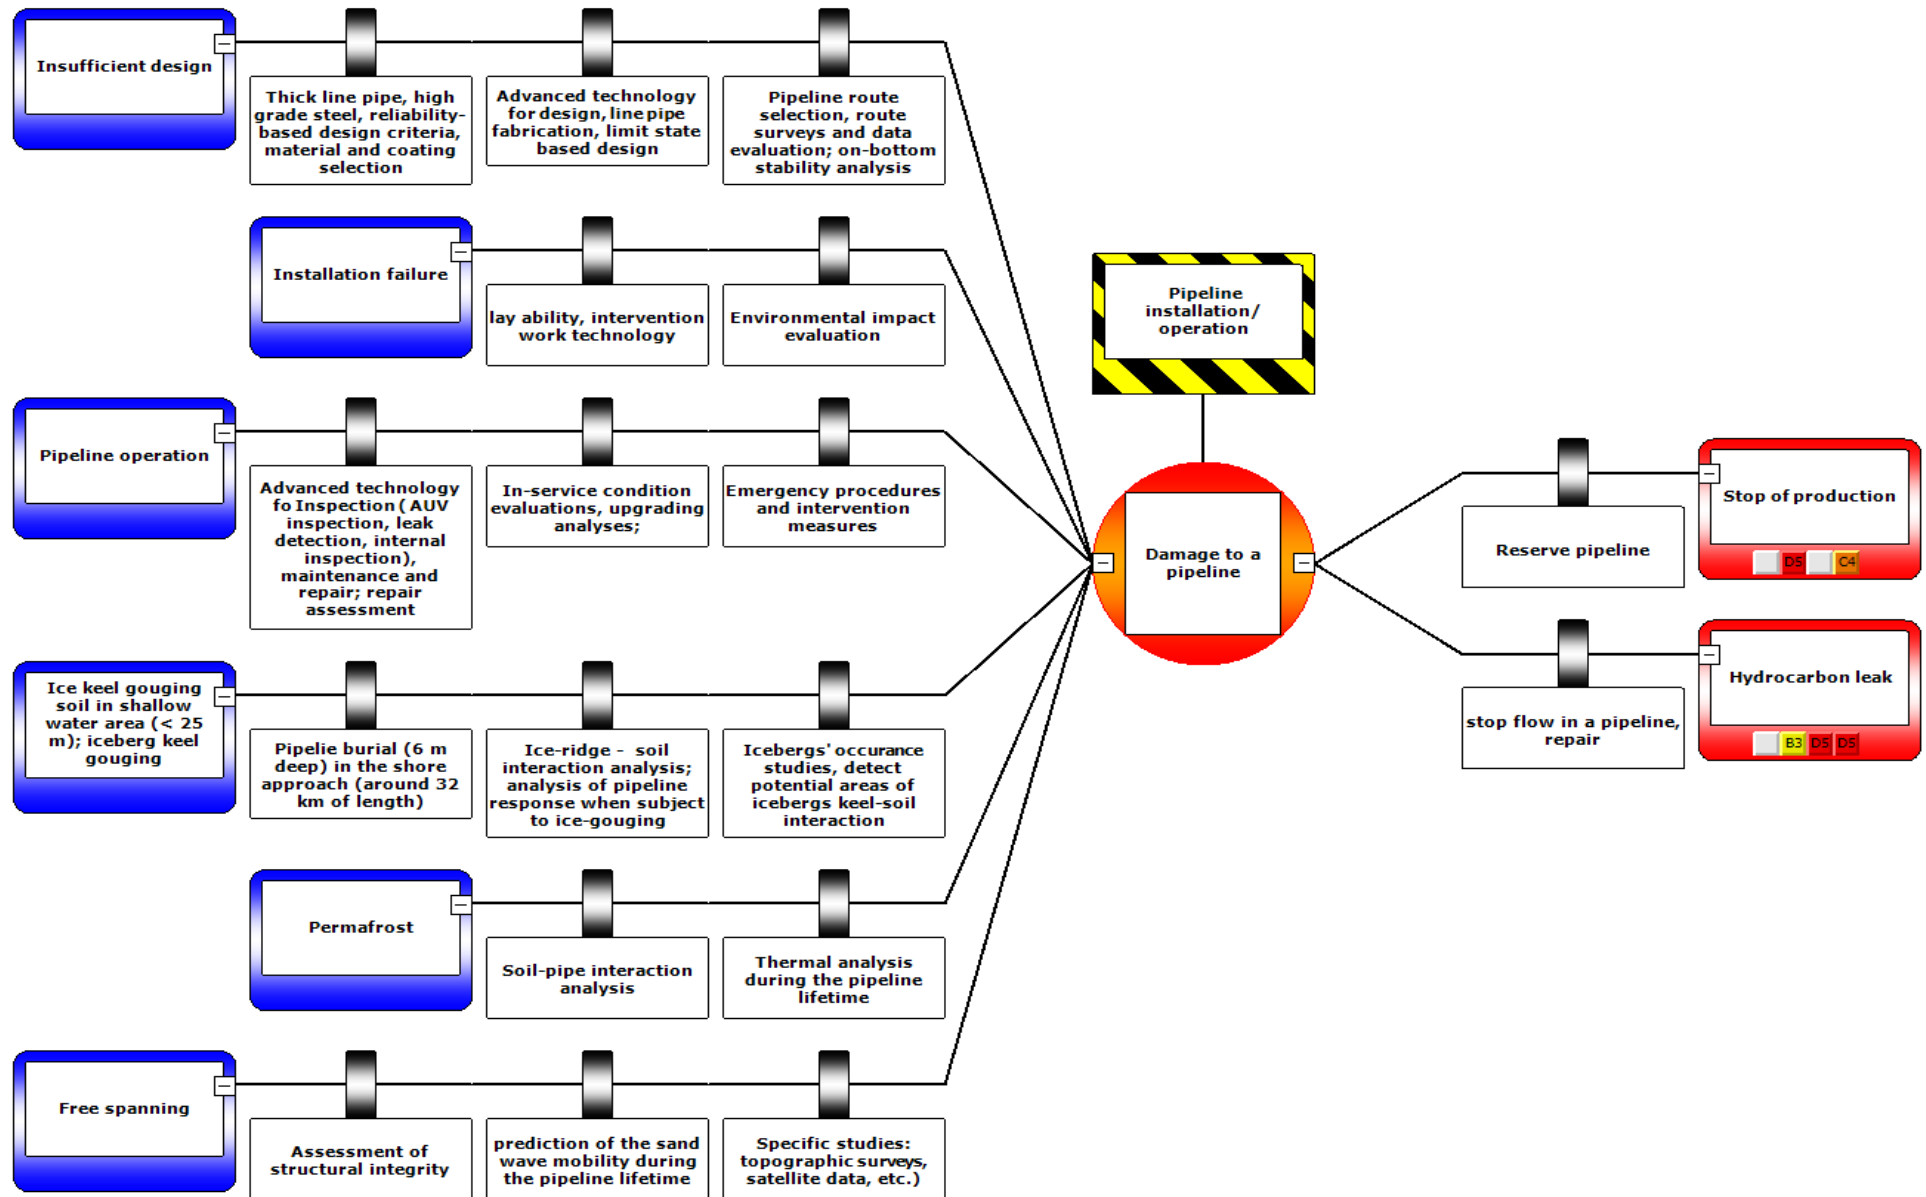 Insufficient design
Thick line pipe, high
grade steel, reliability-
based design criteria,
material and coating
selection
Advanced technology
for design, line pipe
fabrication, limit state
based design
Pipeline route
selection, route
surveys and data
evaluation; on-bottom
stability analysis
Installation failure
lay ability, intervention
work technology
Environmental impact
evaluation
Pipeline operation
Advanced technology
fo Inspection ( AUV
inspection, leak
detection, internal
inspection),
maintenance and
repair; repair
assessment
In-service condition
evaluations, upgrading
analyses;
Emergency procedures
and intervention
measures
Ice keel gouging
soil in shallow
water area (< 25
m); iceberg keel
gouging
Pipelie burial (6 m
deep) in the shore
approach (around 32
km of length)
Ice-ridge - soil
interaction analysis;
analysis of pipeline
response when subject
to ice-gouging
Icebergs' occurance
studies, detect
potential areas of
icebergs keel-soil
interaction
Permafrost
Soil-pipe interaction
analysis
Thermal analysis
during the pipeline
lifetime
Free spanning
Assessment of
structural integrity
prediction of the sand
wave mobility during
the pipeline lifetime
Specific studies:
topographic surveys,
satellite data, etc.)
Pipeline
installation/
operation
Damage to a
pipeline
Reserve pipeline
Stop of production
D5 C4
stop flow in a pipeline,
repair
Hydrocarbon leak
B3 D5 D5